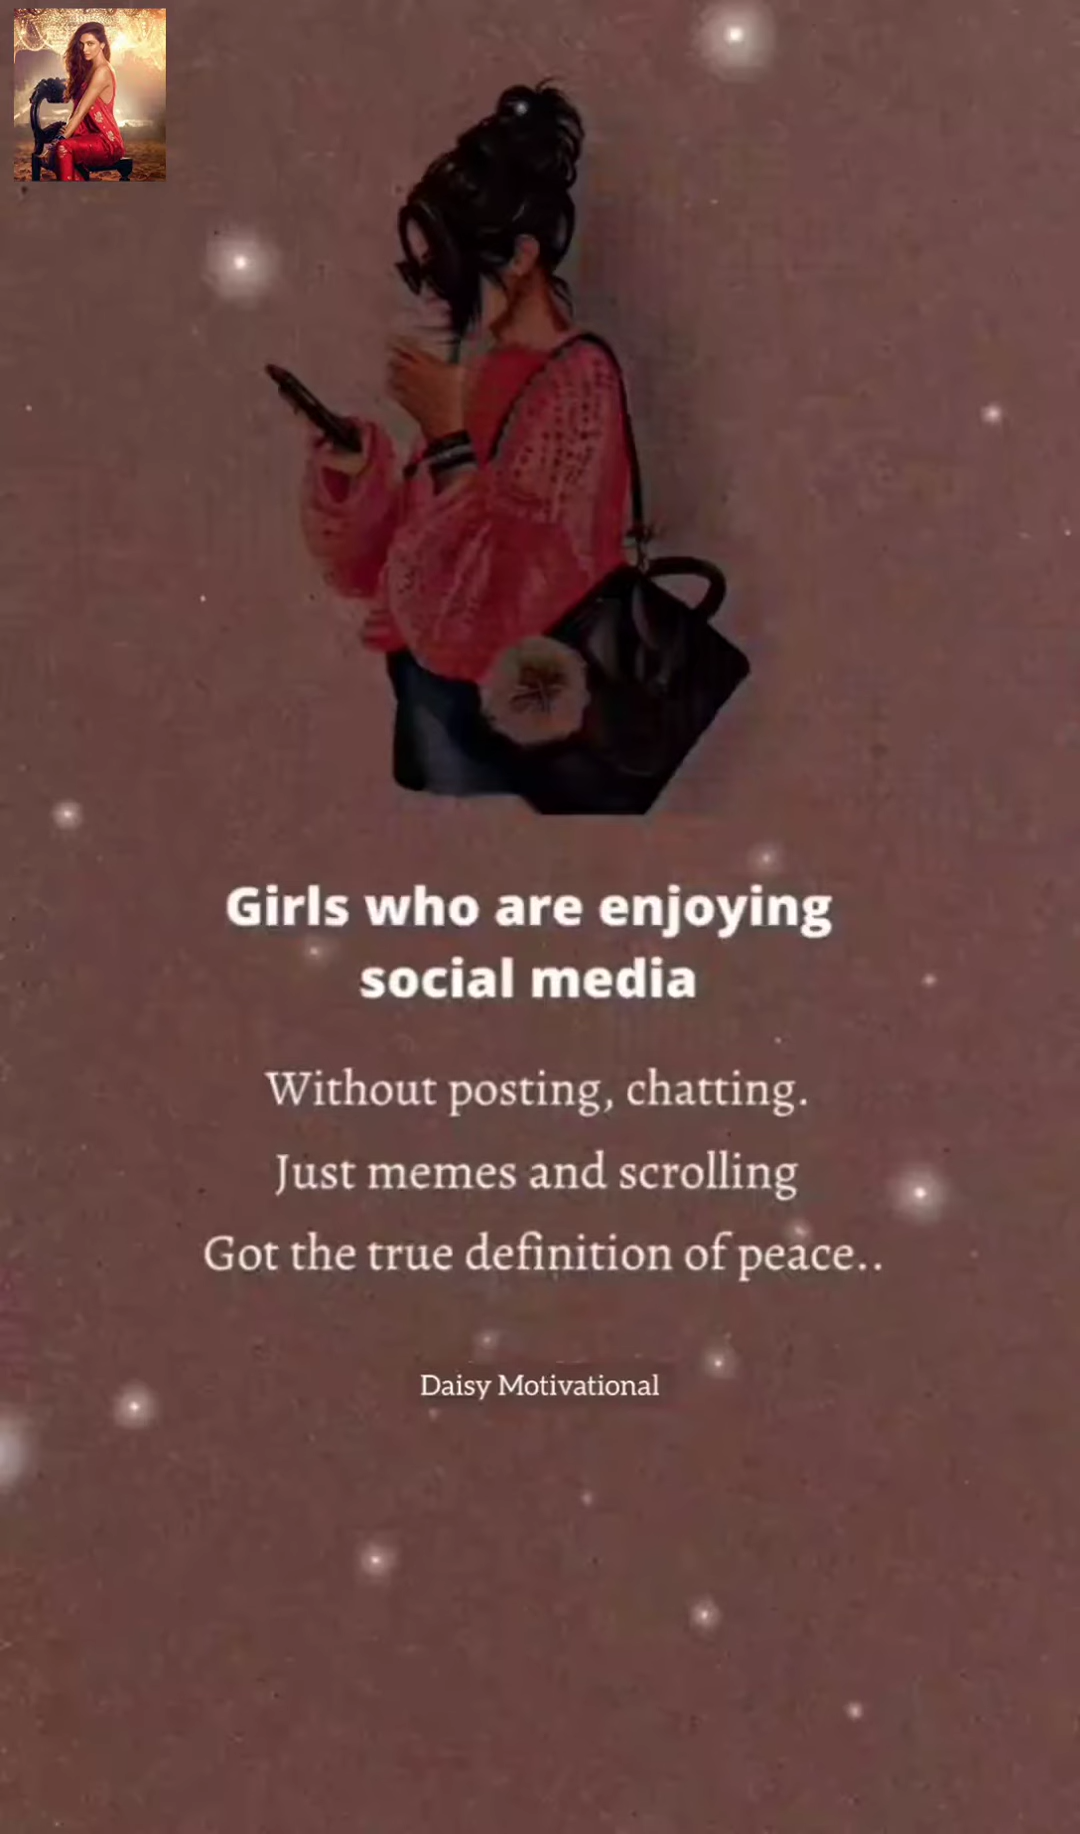 Girls who are enjoying
social media
Without posting, chatting.
Just memes and scrolling
Got the true definition of peace..
Daisy Motivational